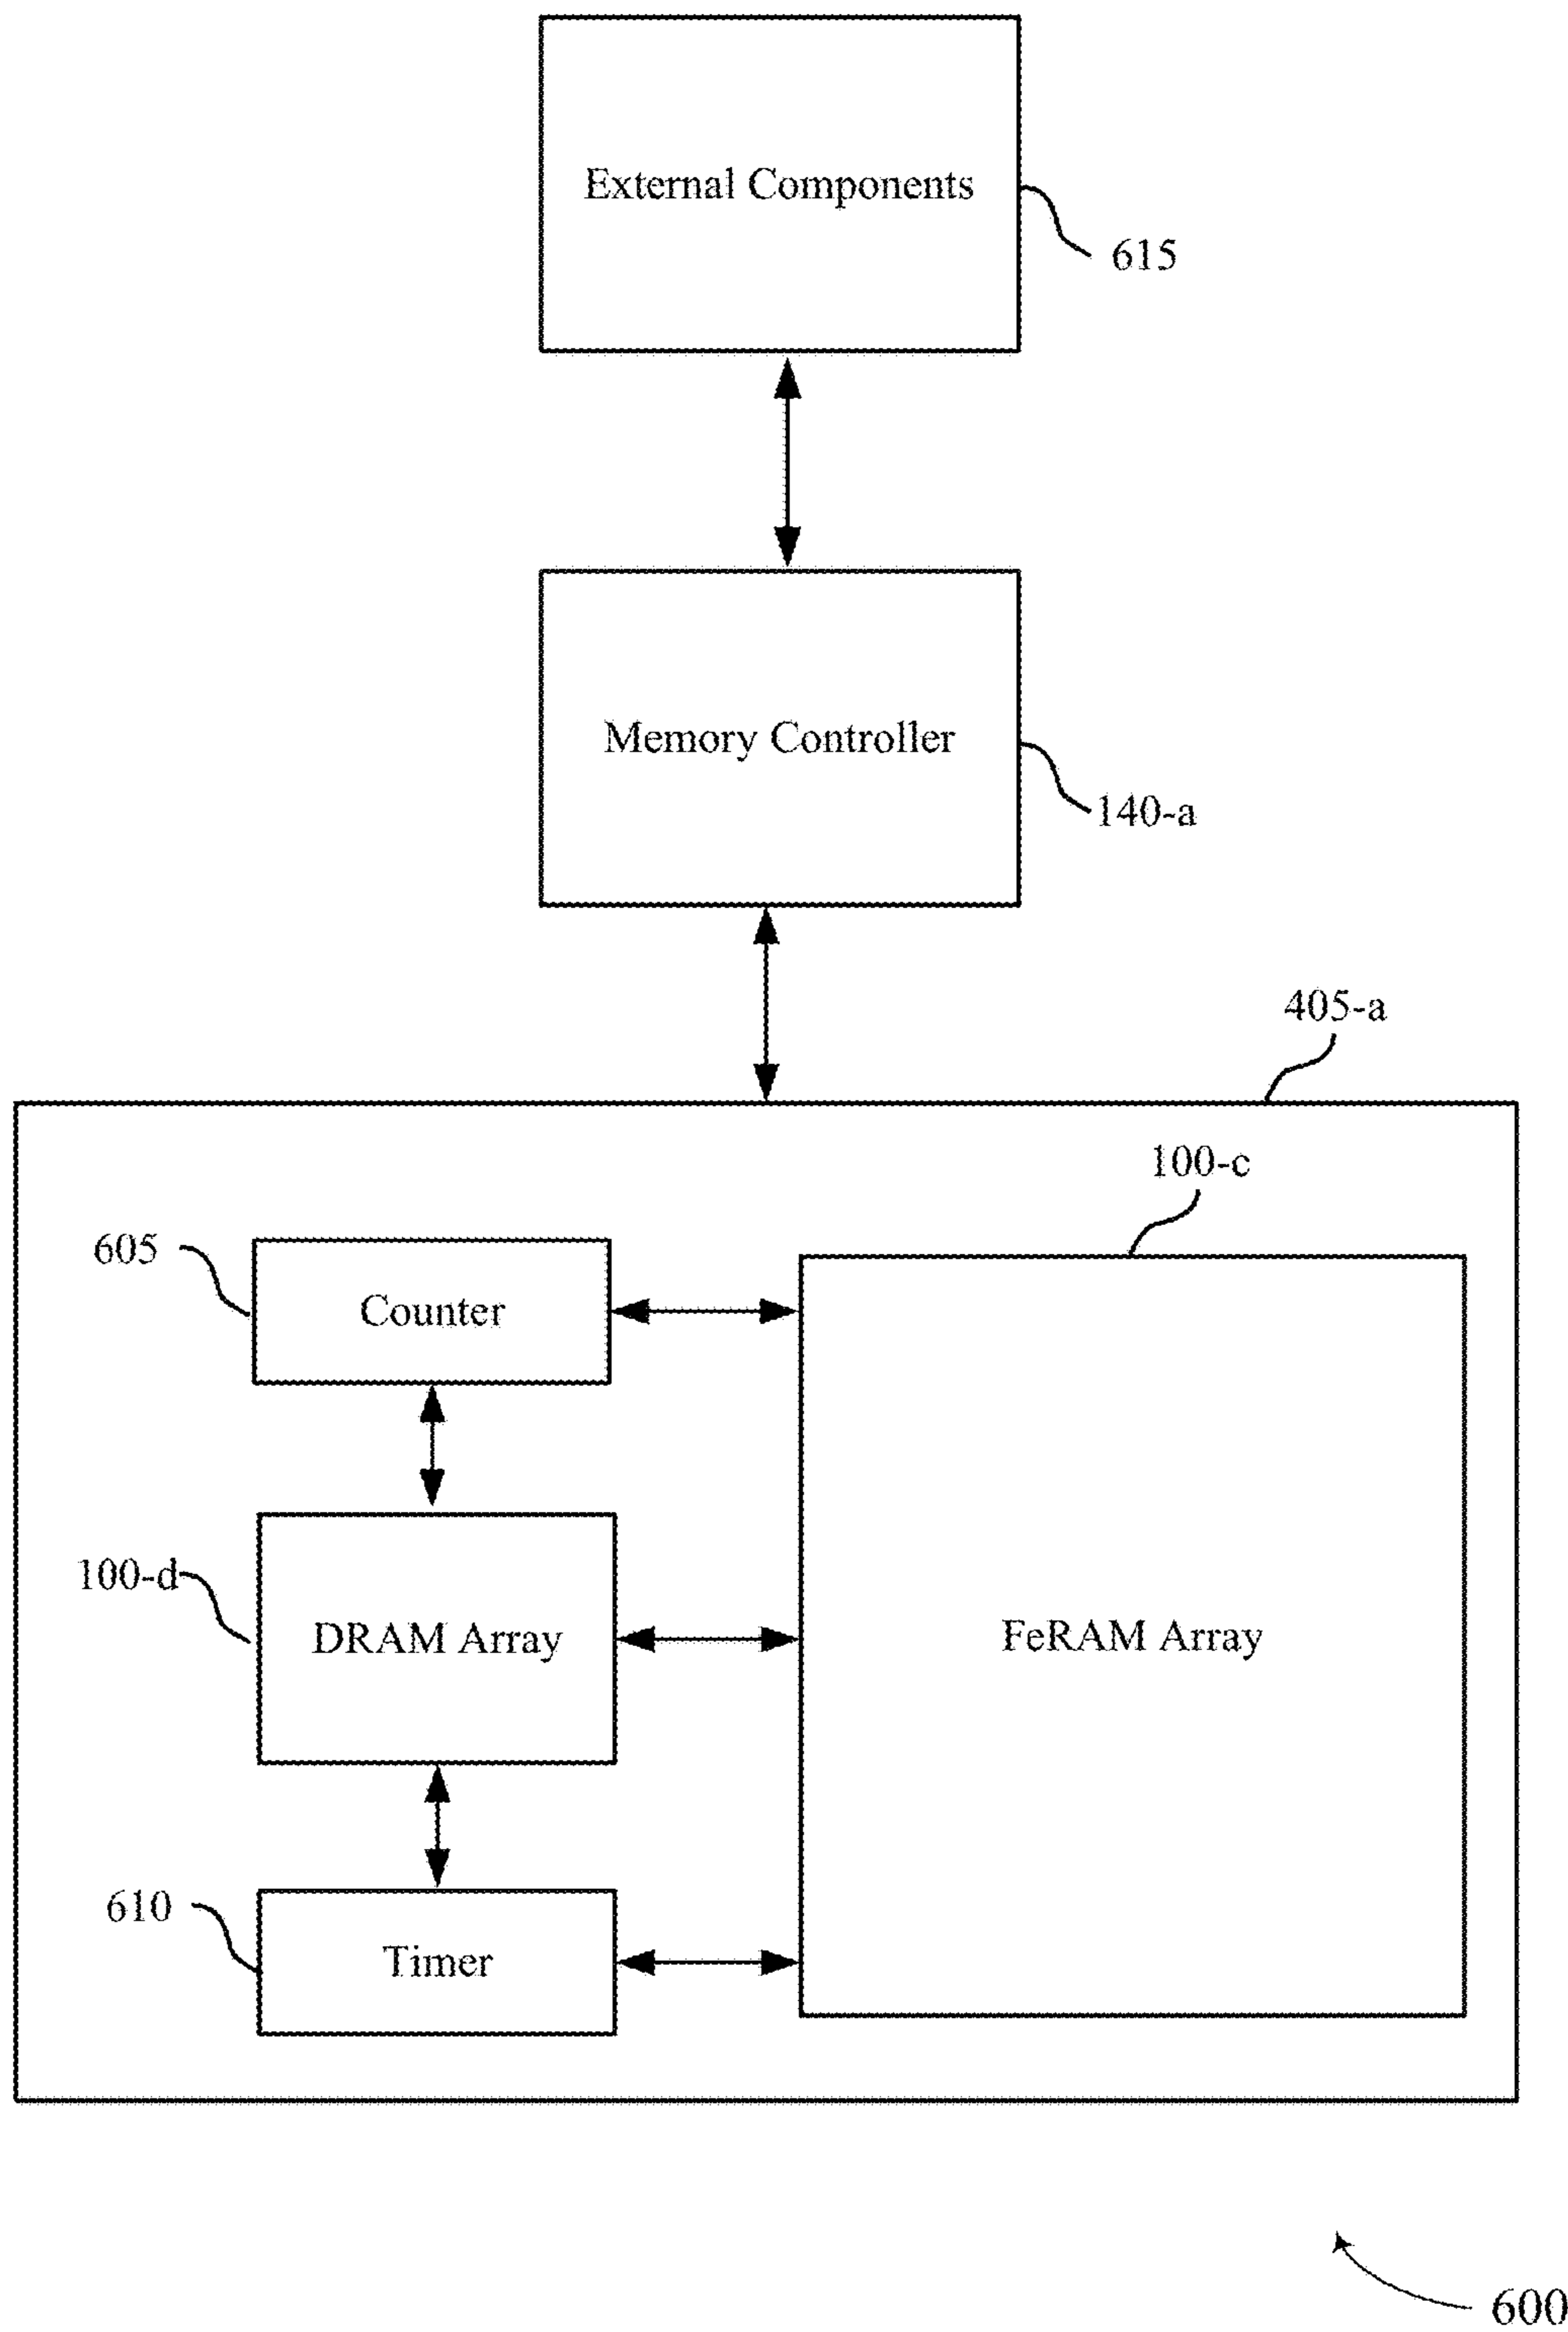 External Components
615
Memory Controller
140-a
405-a
100-c
605
Counter
100-d
DRAM Array
FeRAM Array
610
Timer
600